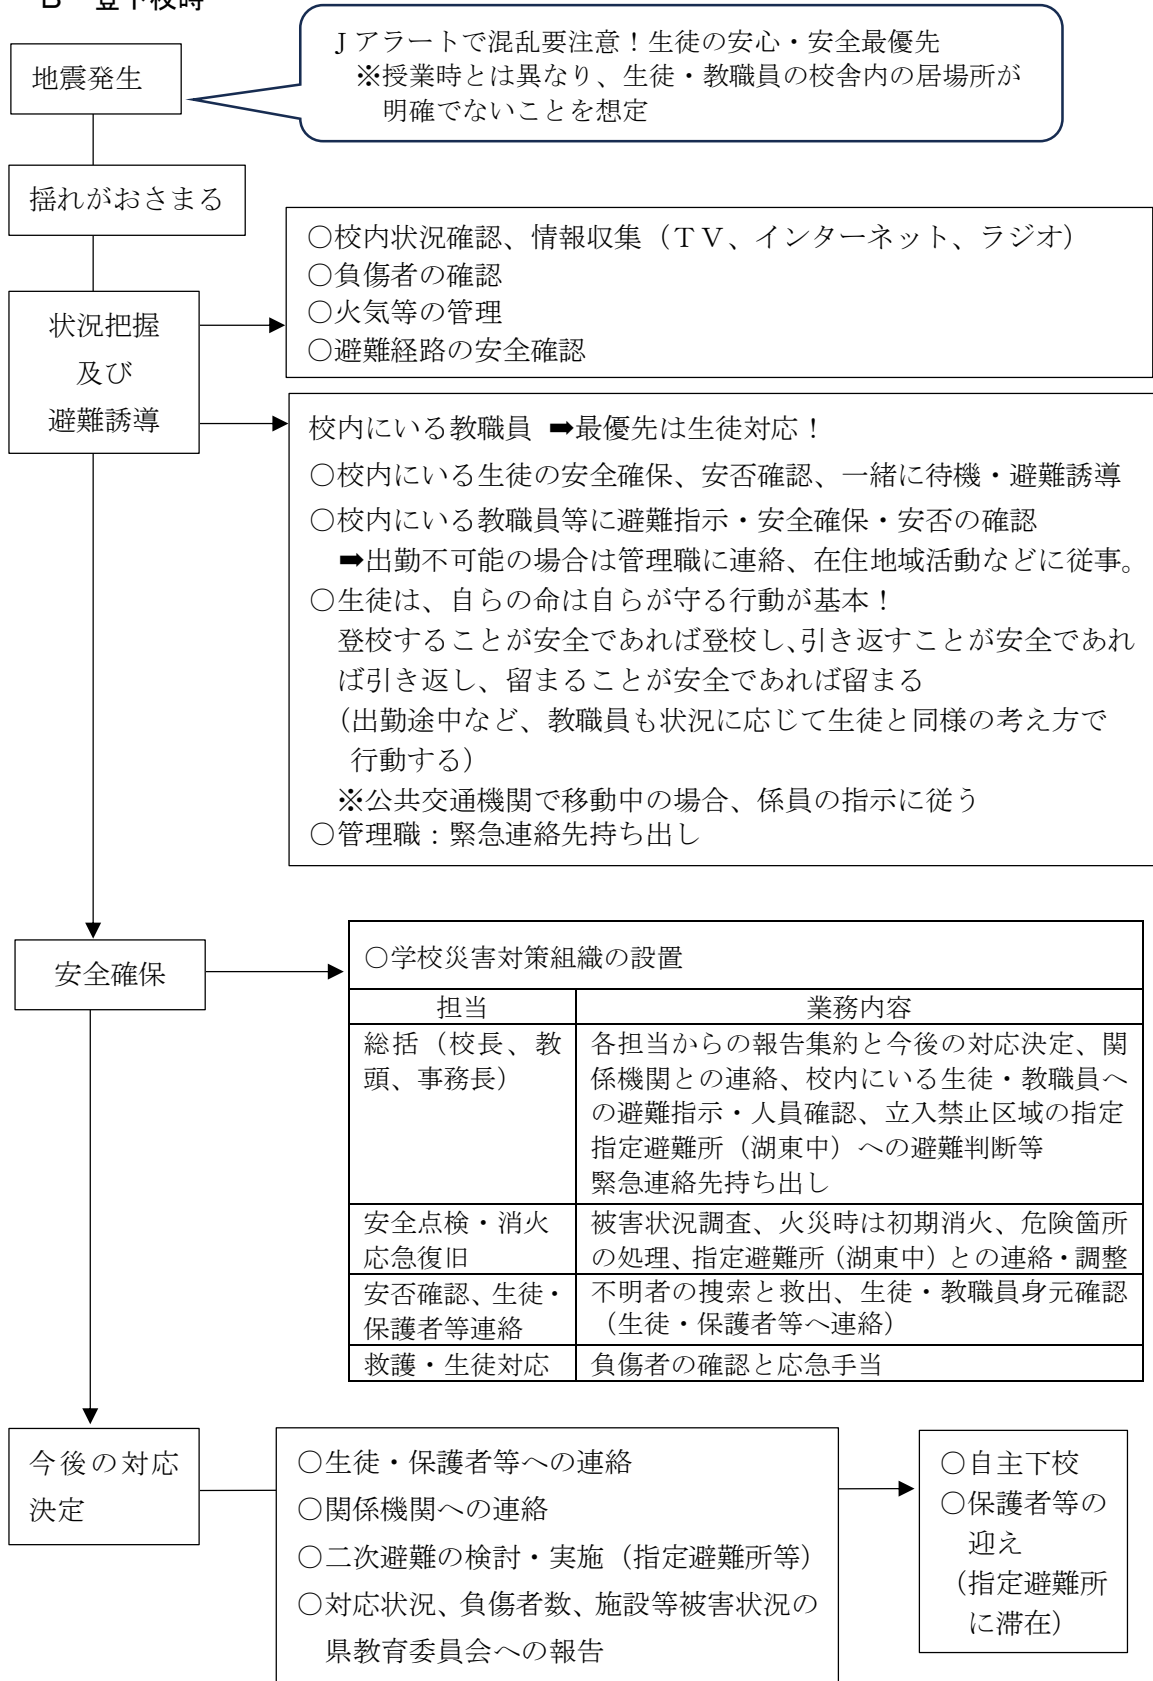 B 登下校時
地震発生
Jアラートで混乱要注意！生徒の安心・安全最優先
※授業時とは異なり、生徒・教職員の校舎内の居場所が
明確でないことを想定
揺れがおさまる
状況把握
及び
避難誘導
○校内状況確認、情報収集（ＴＶ、インターネット、ラジオ）
○負傷者の確認
○火気等の管理
○避難経路の安全確認
校内にいる教職員 ➡最優先は生徒対応！
○校内にいる生徒の安全確保、安否確認、一緒に待機・避難誘導
○校内にいる教職員等に避難指示・安全確保・安否の確認
➡出勤不可能の場合は管理職に連絡、在住地域活動などに従事。
○生徒は、自らの命は自らが守る行動が基本！
登校することが安全であれば登校し、引き返すことが安全であれ
ば引き返し、留まることが安全であれば留まる
（出勤途中など、教職員も状況に応じて生徒と同様の考え方で
行動する）
※公共交通機関で移動中の場合、係員の指示に従う
○管理職：緊急連絡先持ち出し
安全確保
○学校災害対策組織の設置
担当
業務内容
総括（校長、教
頭、事務長）
各担当からの報告集約と今後の対応決定、関
係機関との連絡、校内にいる生徒・教職員へ
の避難指示・人員確認、立入禁止区域の指定
指定避難所（湖東中）への避難判断等
緊急連絡先持ち出し
安全点検・消火
応急復旧
被害状況調査、火災時は初期消火、危険箇所
の処理、指定避難所（湖東中）との連絡・調整
安否確認、生徒・
保護者等連絡
不明者の捜索と救出、生徒・教職員身元確認
（生徒・保護者等へ連絡）
救護・生徒対応
負傷者の確認と応急手当
今後の対応
決定
○生徒・保護者等への連絡
○関係機関への連絡
○二次避難の検討・実施（指定避難所等）
○対応状況、負傷者数、施設等被害状況の
県教育委員会への報告
○自主下校
○保護者等の
迎え
（指定避難所
に滞在）